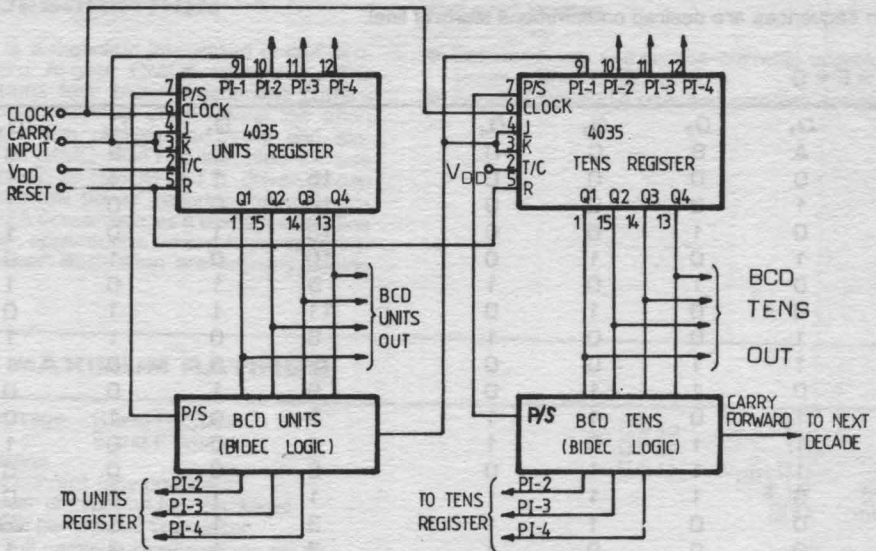 n sequences are desired
9 10 11 12
7 P/S PI-1 PI-2 PI-3 PI-4
6 CLOCK
4 J
3 K̅
4035
UNITS REGISTER
2 T/C
5 R
Q1 Q2 Q3 Q4
1 15 14 13
CLOCK
CARRY
INPUT
VDD
RESET
BCD
UNITS
OUT
P/S
BCD UNITS
(BIDEC LOGIC)
PI-2
PI-3
PI-4
TO UNITS
REGISTER
9 10 11 12
7 P/S PI-1 PI-2 PI-3 PI-4
6 CLOCK
4 J
3 K̅
4035
TENS REGISTER
VDD
2 T/C
5 R
Q1 Q2 Q3 Q4
1 15 14 13
BCD
TENS
OUT
P/S
BCD TENS
(BIDEC LOGIC)
CARRY
FORWARD
TO NEXT
DECADE
PI-2
PI-3
PI-4
TO TENS
REGISTER